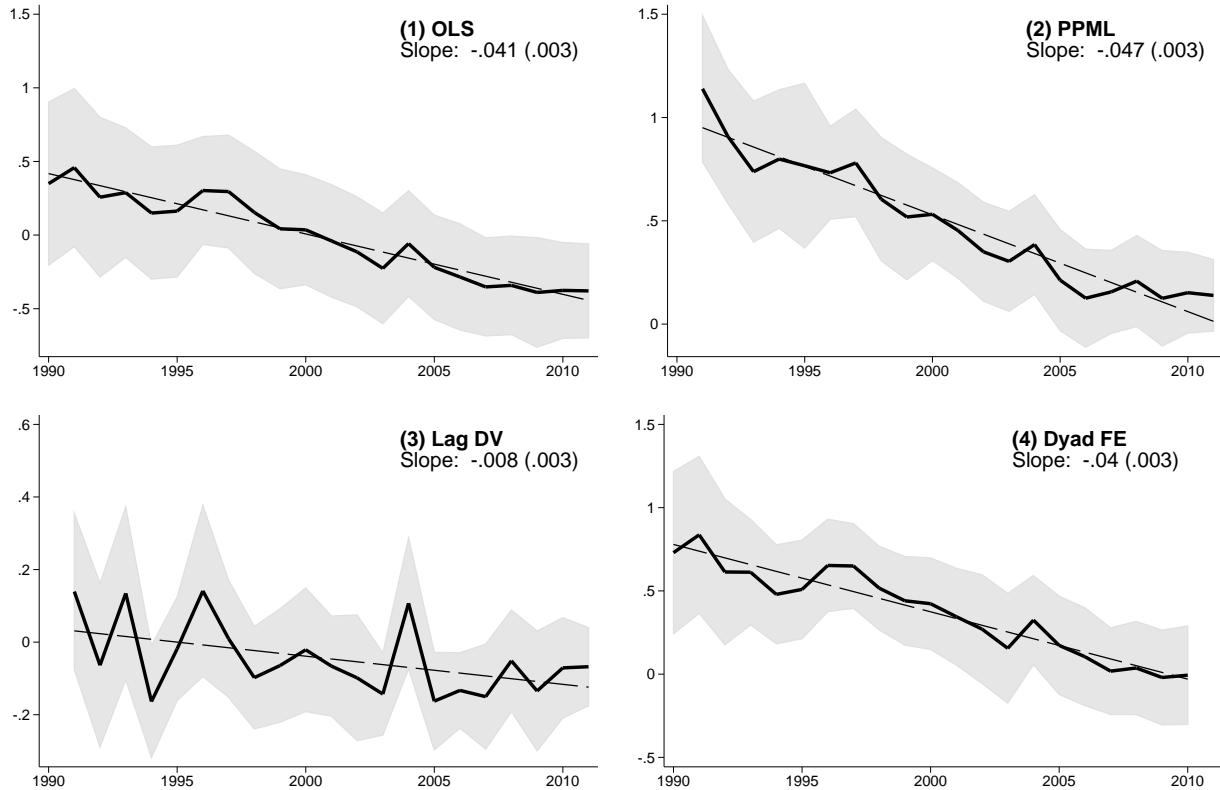 (1) OLS
Slope: -.041 (.003)
1.5
1
.5
0
-.5
1990 1995 2000 2005 2010
(2) PPML
Slope: -.047 (.003)
1.5
1
.5
0
1990 1995 2000 2005 2010
(3) Lag DV
Slope: -.008 (.003)
.6
.4
.2
0
-.2
1990 1995 2000 2005 2010
(4) Dyad FE
Slope: -.04 (.003)
1.5
1
.5
0
-.5
1990 1995 2000 2005 2010